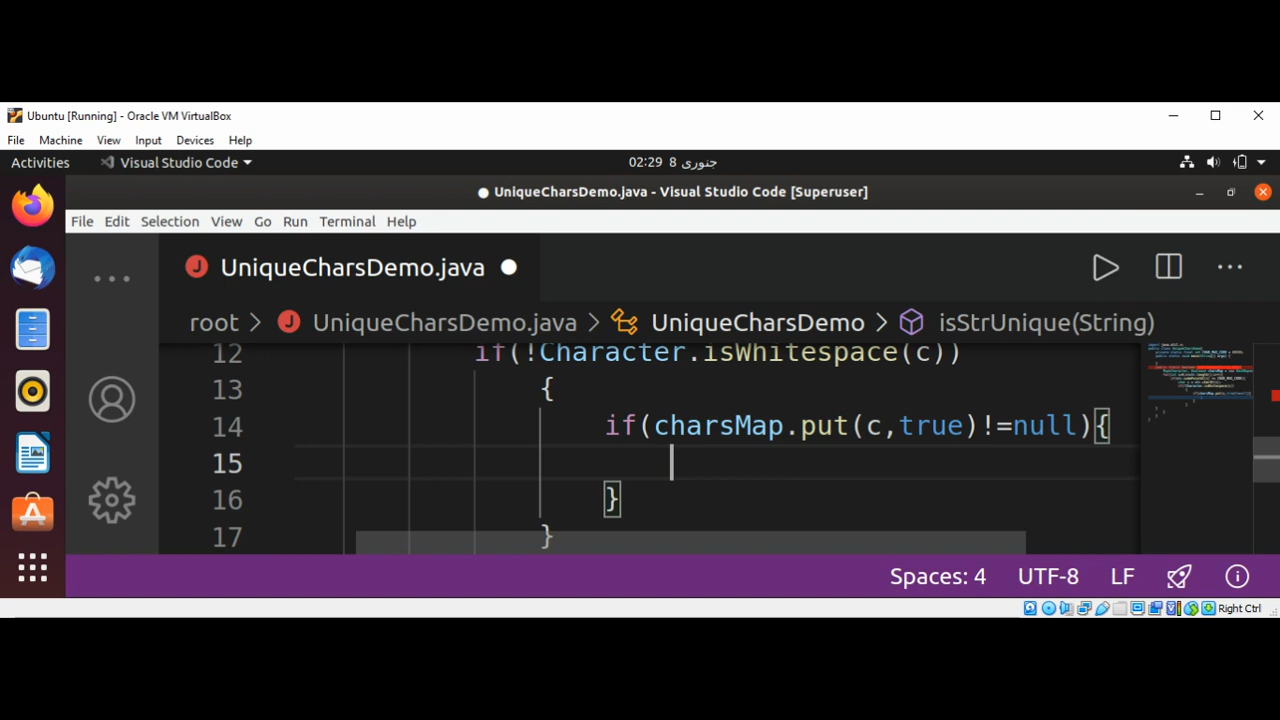 Ubuntu [Running] - Oracle VM VirtualBox
File Machine View Input Devices Help
Activities Visual Studio Code 02:29 8 جنوری
● UniqueCharsDemo.java - Visual Studio Code [Superuser]
File Edit Selection View Go Run Terminal Help
J UniqueCharsDemo.java
root > J UniqueCharsDemo.java > UniqueCharsDemo > isStrUnique(String)
12 if(!Character.isWhitespace(c))
13 {
14 if(charsMap.put(c,true)!=null){
15
16 }
17 }
Spaces: 4 UTF-8 LF
Right Ctrl